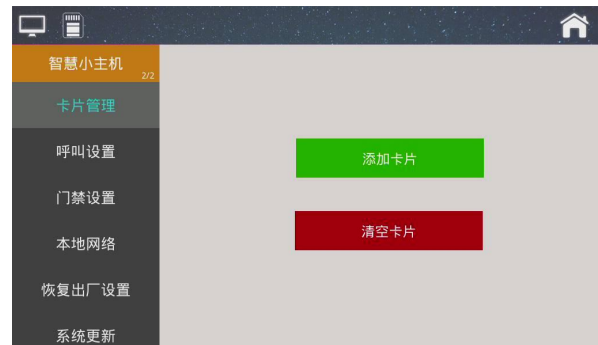 智慧小主机
2/2
卡片管理
呼叫设置
门禁设置
本地网络
恢复出厂设置
系统更新
添加卡片
清空卡片